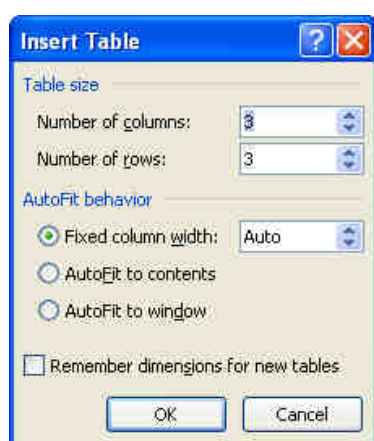 Insert Table
Table size
Number of columns: 3
Number of rows: 3
AutoFit behavior
Fixed column width: Auto
AutoFit to contents
AutoFit to window
Remember dimensions for new tables
OK Cancel